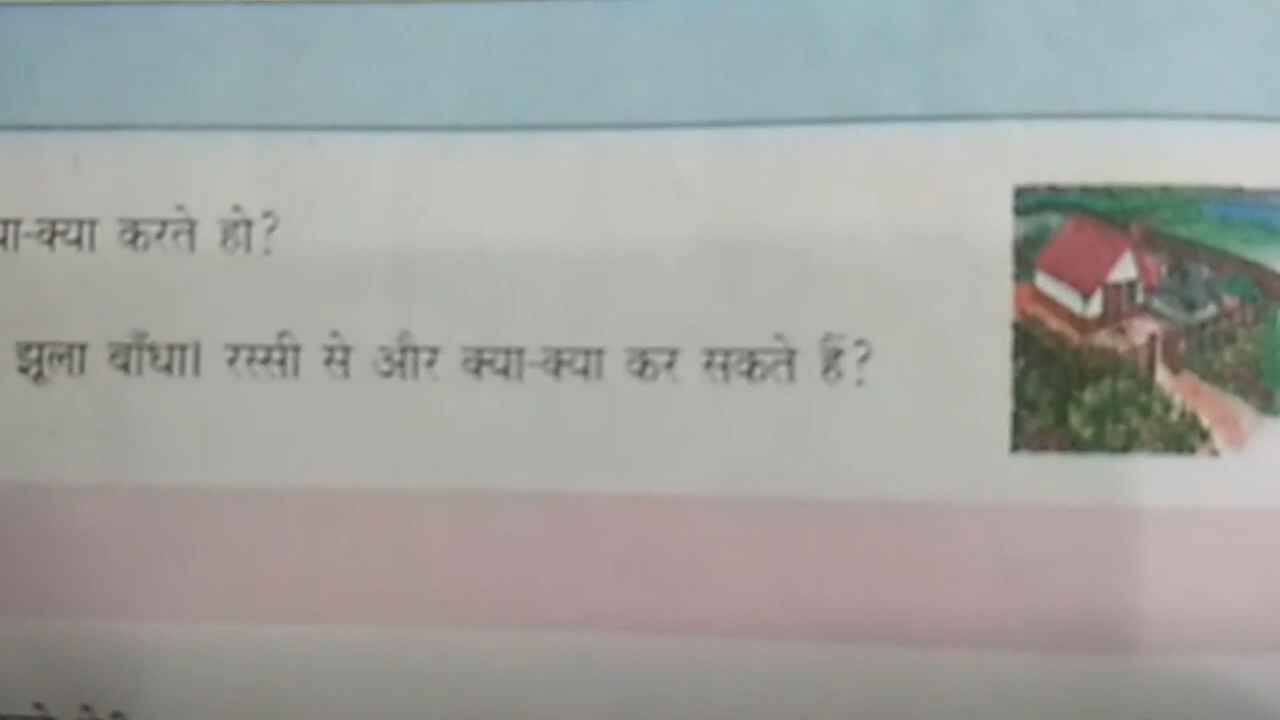 या-क्या करते हो?
झूला बाँधा। रस्सी से और क्या-क्या कर सकते हैं?